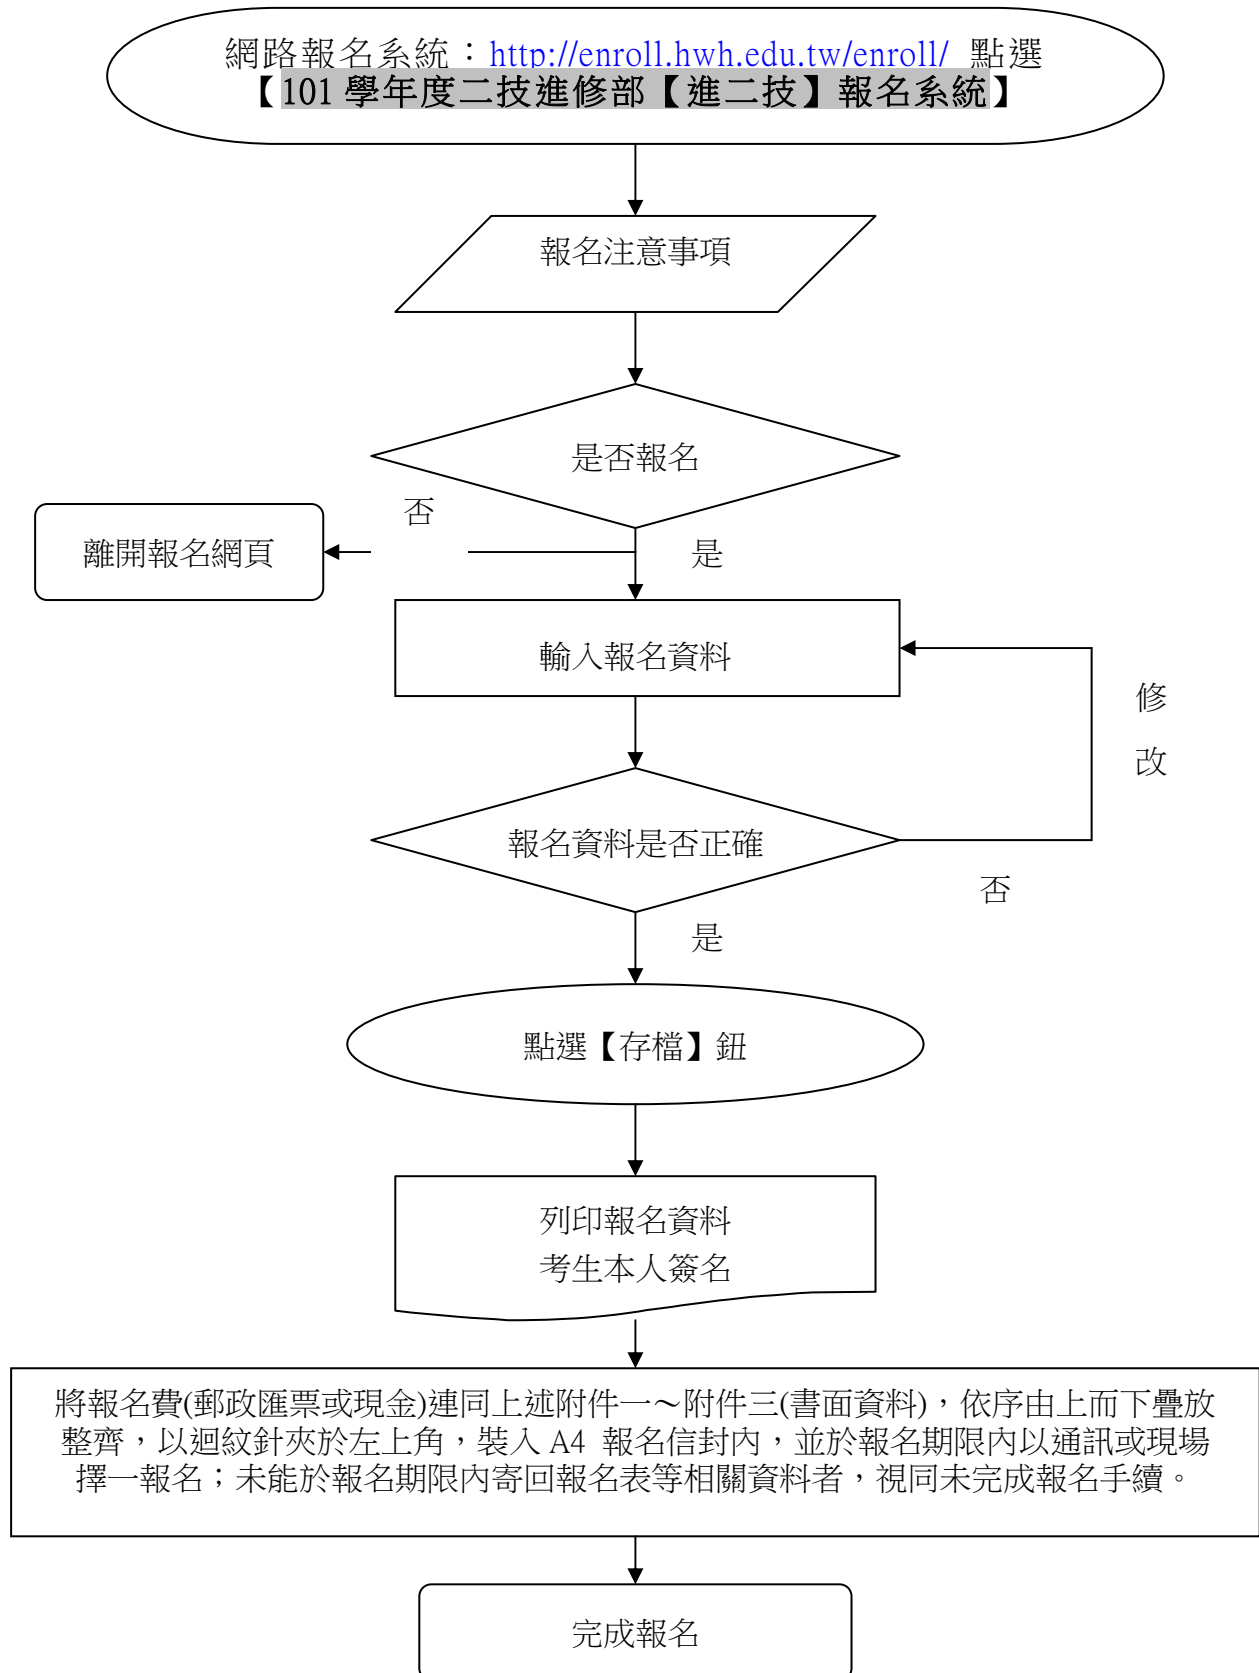 網路報名系統：http://enroll.hwh.edu.tw/enroll/ 點選
【101 學年度二技進修部【進二技】報名系統】
報名注意事項
是否報名
否
離開報名網頁
是
輸入報名資料
修
改
報名資料是否正確
否
是
點選【存檔】鈕
列印報名資料
考生本人簽名
將報名費(郵政匯票或現金)連同上述附件一～附件三(書面資料)，依序由上而下疊放
整齊，以迴紋針夾於左上角，裝入 A4 報名信封內，並於報名期限內以通訊或現場
擇一報名；未能於報名期限內寄回報名表等相關資料者，視同未完成報名手續。
完成報名